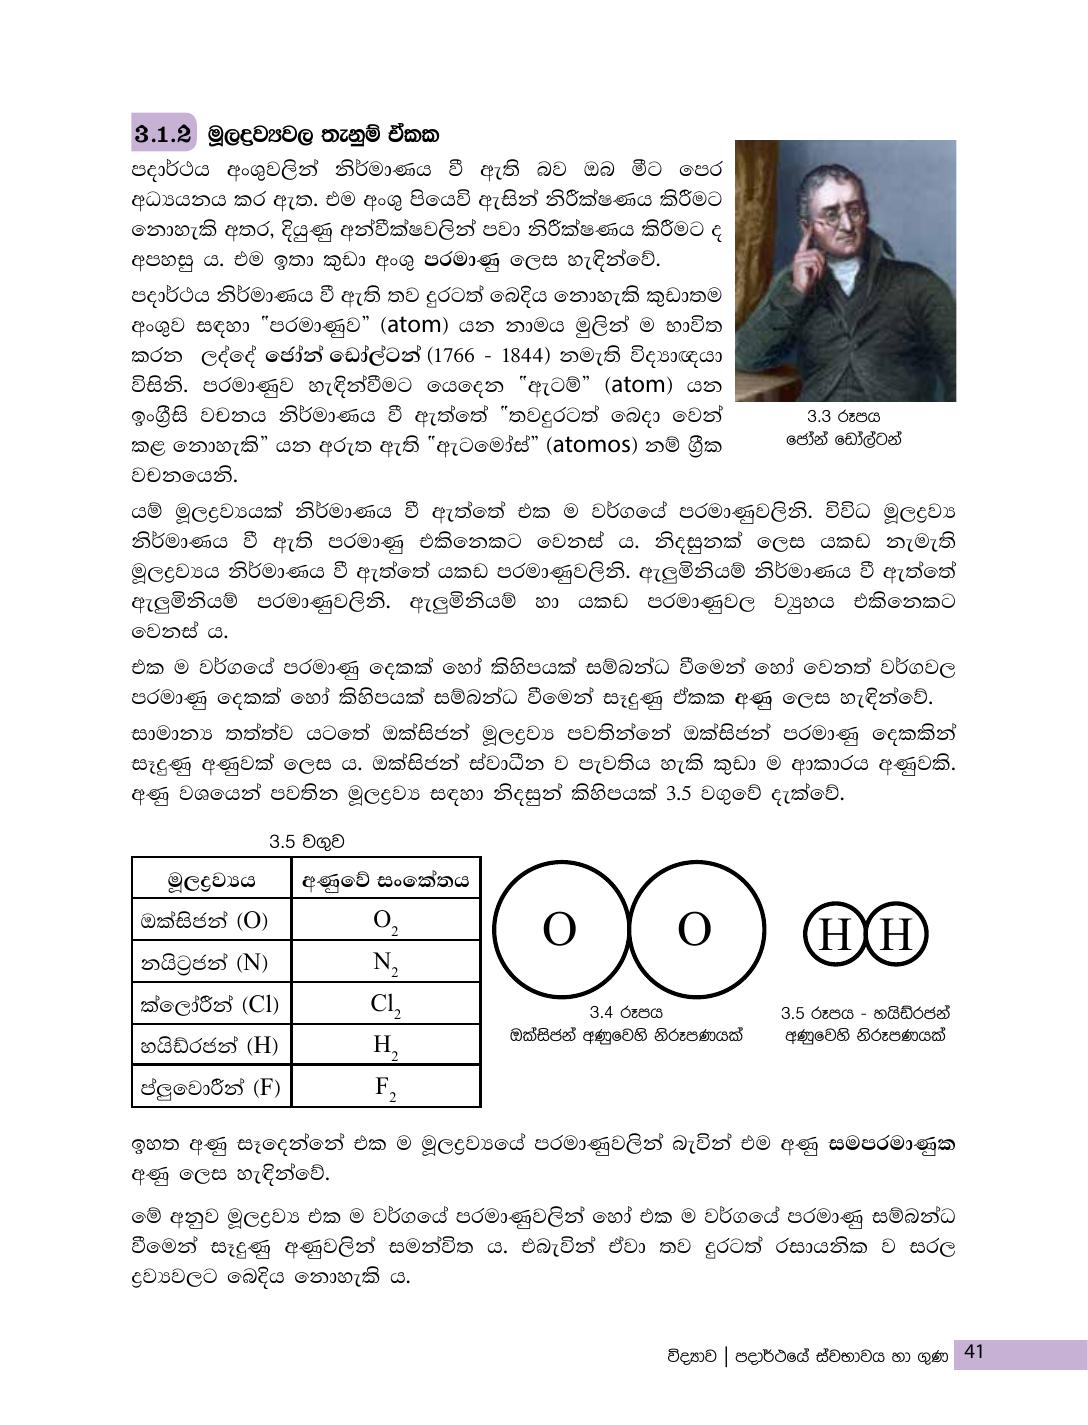 3.1.2 මූලද්‍රව්‍යවල තැනුම් ඒකක
පදාර්ථය අංශුවලින් නිර්මාණය වී ඇති බව ඔබ මීට පෙර
අධ්‍යයනය කර ඇත. එම අංශු පියෙවි ඇසින් නිරීක්ෂණය කිරීමට
නොහැකි අතර, දියුණු අන්වීක්ෂවලින් පවා නිරීක්ෂණය කිරීමට ද
අපහසු ය. එම ඉතා කුඩා අංශු පරමාණු ලෙස හැඳින්වේ.
පදාර්ථය නිර්මාණය වී ඇති තව දුරටත් බෙදිය නොහැකි කුඩාතම
අංශුව සඳහා "පරමාණුව" (atom) යන නාමය මුලින් ම භාවිත
කරන ලද්දේ ජෝන් ඩෝල්ටන් (1766 - 1844) නමැති විද්‍යාඥයා
විසිනි. පරමාණුව හැඳින්වීමට යෙදෙන "ඇටම්" (atom) යන
ඉංග්‍රීසි වචනය නිර්මාණය වී ඇත්තේ "තවදුරටත් බෙදා වෙන්
කළ නොහැකි" යන අරුත ඇති "ඇටමෝස්" (atomos) නම් ග්‍රීක
වචනයෙනි.
3.3 රූපය
ජෝන් ඩෝල්ටන්
යම් මූලද්‍රව්‍යයක් නිර්මාණය වී ඇත්තේ එක ම වර්ගයේ පරමාණුවලිනි. විවිධ මූලද්‍රව්‍ය
නිර්මාණය වී ඇති පරමාණු එකිනෙකට වෙනස් ය. නිදසුනක් ලෙස යකඩ නැමැති
මූලද්‍රව්‍යය නිර්මාණය වී ඇත්තේ යකඩ පරමාණුවලිනි. ඇලුමිනියම් නිර්මාණය වී ඇත්තේ
ඇලුමිනියම් පරමාණුවලිනි. ඇලුමිනියම් හා යකඩ පරමාණුවල ව්‍යුහය එකිනෙකට
වෙනස් ය.
එක ම වර්ගයේ පරමාණු දෙකක් හෝ කිහිපයක් සම්බන්ධ වීමෙන් හෝ වෙනත් වර්ගවල
පරමාණු දෙකක් හෝ කිහිපයක් සම්බන්ධ වීමෙන් සෑදුණු ඒකක අණු ලෙස හැඳින්වේ.
සාමාන්‍ය තත්ත්ව යටතේ ඔක්සිජන් මූලද්‍රව්‍ය පවතින්නේ ඔක්සිජන් පරමාණු දෙකකින්
සෑදුණු අණුවක් ලෙස ය. ඔක්සිජන් ස්වාධීන ව පැවතිය හැකි කුඩා ම ආකාරය අණුවකි.
අණු වශයෙන් පවතින මූලද්‍රව්‍ය සඳහා නිදසුන් කිහිපයක් 3.5 වගුවේ දැක්වේ.
3.5 වගුව
මූලද්‍රව්‍යය අණුවේ සංකේතය
ඔක්සිජන් (O) O₂
නයිට්‍රජන් (N) N₂
ක්ලෝරීන් (Cl) Cl₂
හයිඩ්රජන් (H) H₂
ප්ලුවොරීන් (F) F₂
O O
3.4 රූපය
ඔක්සිජන් අණුවෙහි නිරූපණයක්
H H
3.5 රූපය - හයිඩ්රජන්
අණුවෙහි නිරූපණයක්
ඉහත අණු සෑදෙන්නේ එක ම මූලද්‍රව්‍යයේ පරමාණුවලින් බැවින් එම අණු සමපරමාණුක
අණු ලෙස හැඳින්වේ.
මේ අනුව මූලද්‍රව්‍ය එක ම වර්ගයේ පරමාණුවලින් හෝ එක ම වර්ගයේ පරමාණු සම්බන්ධ
වීමෙන් සෑදුණු අණුවලින් සමන්විත ය. එබැවින් ඒවා තව දුරටත් රසායනික ව සරල
ද්‍රව්‍යවලට බෙදිය නොහැකි ය.
විද්‍යාව | පදාර්ථයේ ස්වභාවය හා ගුණ 41